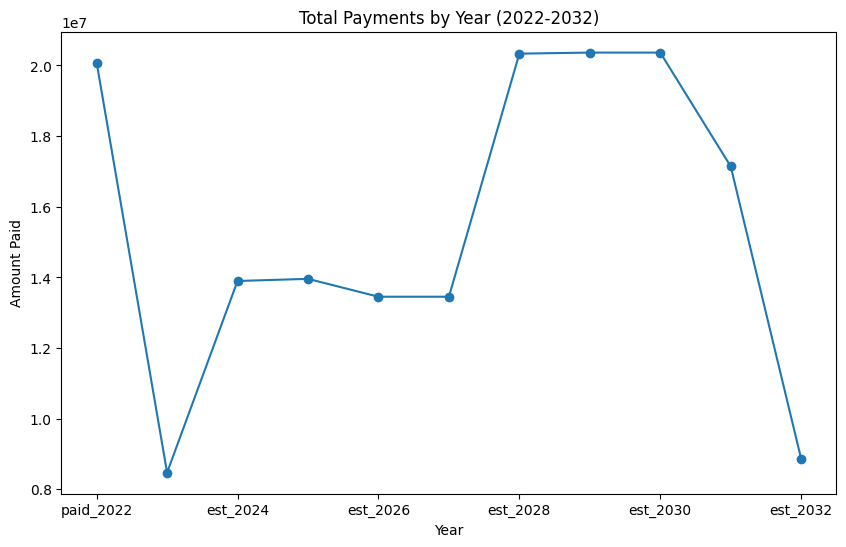 Total Payments by Year (2022-2032)
1e7
2.0
1.8
1.6
1.4
1.2
1.0
0.8
Amount Paid
paid_2022 est_2024 est_2026 est_2028 est_2030 est_2032
Year